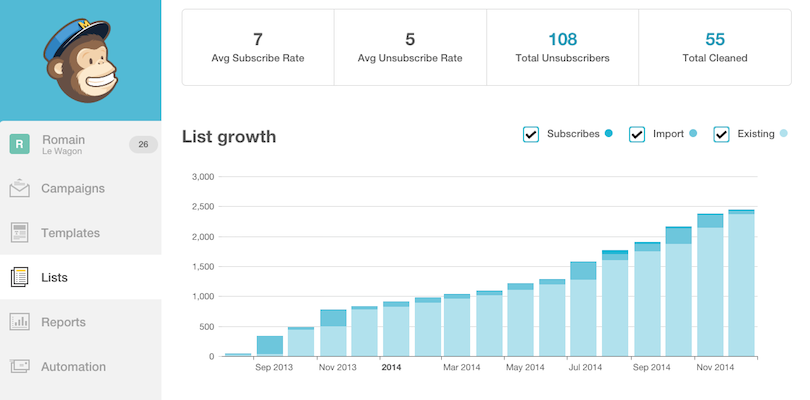 7
Avg Subscribe Rate
5
Avg Unsubscribe Rate
108
Total Unsubscribers
55
Total Cleaned
R
Romain
Le Wagon
26
Campaigns
Templates
Lists
Reports
Automation
List growth
Subscribes
Import
Existing
3,000
2,500
2,000
1,500
1,000
500
0
Sep 2013
Nov 2013
2014
Mar 2014
May 2014
Jul 2014
Sep 2014
Nov 2014